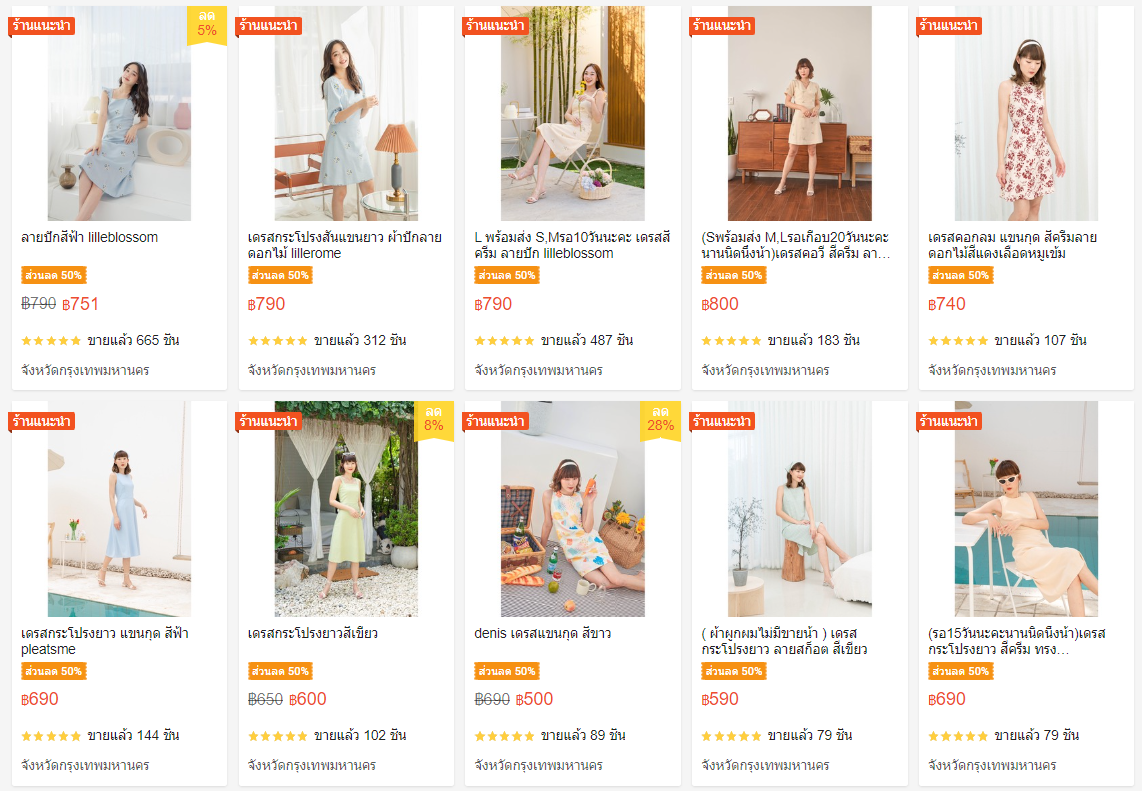 ร้านแนะนำ
ลด
5%
ลายปักสีฟ้า lilleblossom
ส่วนลด 50%
฿790 ฿751
ขายแล้ว 665 ชิ้น
จังหวัดกรุงเทพมหานคร
ร้านแนะนำ
เดรสกระโปรงสั้นแขนยาว ผ้าปักลาย
ดอกไม้ lillerome
ส่วนลด 50%
฿790
ขายแล้ว 312 ชิ้น
จังหวัดกรุงเทพมหานคร
ร้านแนะนำ
L พร้อมส่ง S,Mรอ10วันนะคะ เดรสสี
ครีม ลายปัก lilleblossom
ส่วนลด 50%
฿790
ขายแล้ว 487 ชิ้น
จังหวัดกรุงเทพมหานคร
ร้านแนะนำ
(Sพร้อมส่ง M,Lรอเกือบ20วันนะคะ
นานนิดนึงน้า)เดรสคอวี สีครีม ลา...
ส่วนลด 50%
฿800
ขายแล้ว 183 ชิ้น
จังหวัดกรุงเทพมหานคร
ร้านแนะนำ
เดรสคอกลม แขนกุด สีครีมลาย
ดอกไม้สีแดงเลือดหมูเข้ม
ส่วนลด 50%
฿740
ขายแล้ว 107 ชิ้น
จังหวัดกรุงเทพมหานคร
ร้านแนะนำ
เดรสกระโปรงยาว แขนกุด สีฟ้า
pleatsme
ส่วนลด 50%
฿690
ขายแล้ว 144 ชิ้น
จังหวัดกรุงเทพมหานคร
ร้านแนะนำ
ลด
8%
เดรสกระโปรงยาวสีเขียว
ส่วนลด 50%
฿650 ฿600
ขายแล้ว 102 ชิ้น
จังหวัดกรุงเทพมหานคร
ร้านแนะนำ
ลด
28%
denis เดรสแขนกุด สีขาว
ส่วนลด 50%
฿690 ฿500
ขายแล้ว 89 ชิ้น
จังหวัดกรุงเทพมหานคร
ร้านแนะนำ
( ผ้าผูกผมไม่มีขายน้า ) เดรส
กระโปรงยาว ลายสก็อต สีเขียว
ส่วนลด 50%
฿590
ขายแล้ว 79 ชิ้น
จังหวัดกรุงเทพมหานคร
ร้านแนะนำ
(รอ15วันนะคะนานนิดนึงน้า)เดรส
กระโปรงยาว สีครีม ทรง...
ส่วนลด 50%
฿690
ขายแล้ว 79 ชิ้น
จังหวัดกรุงเทพมหานคร